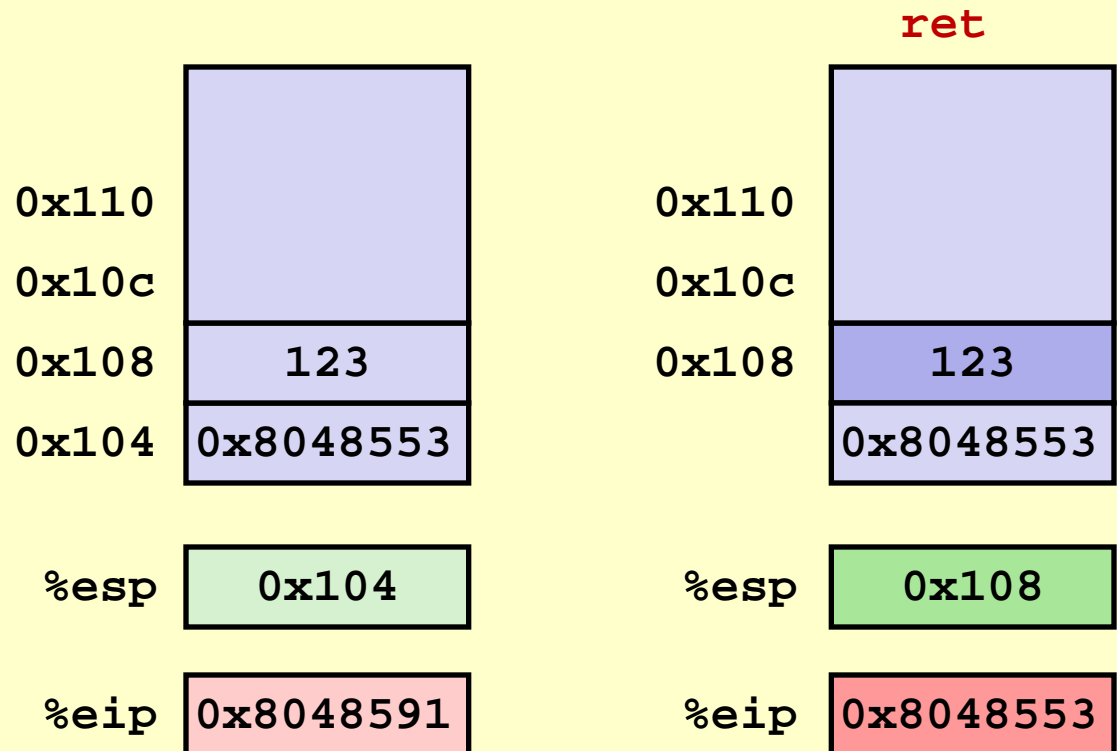 ret
0x110 0x110
0x10c 0x10c
0x108 123 0x108 123
0x104 0x8048553 0x8048553
%esp 0x104 %esp 0x108
%eip 0x8048591 %eip 0x8048553